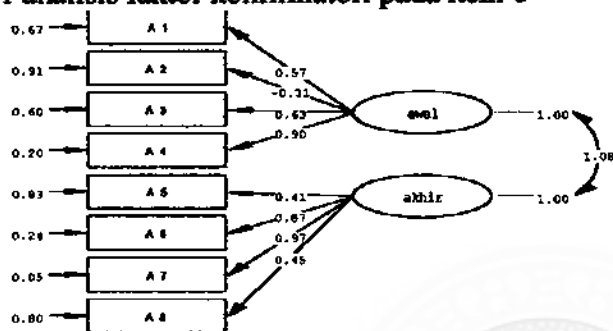 analisis faktor konfirmatori pada item
0.67 A 1
0.57
0.91 A 2
-0.31
0.60 A 3
0.63
awal
1.00
0.20 A 4
0.90
1.08
0.83 A 5
0.41
akhir
1.00
0.24 A 6
0.87
0.05 A 7
0.97
0.80 A 8
0.45